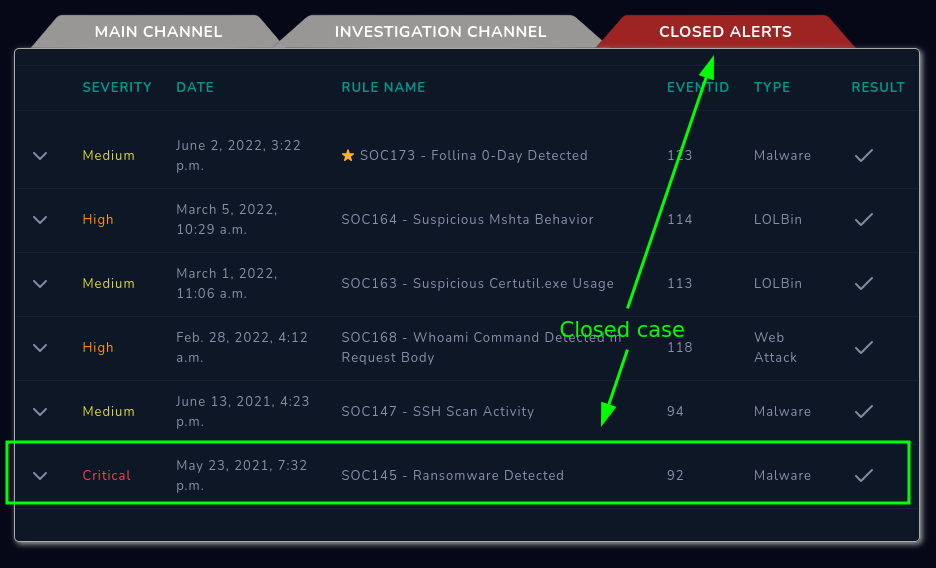 MAIN CHANNEL INVESTIGATION CHANNEL CLOSED ALERTS
SEVERITY DATE RULE NAME EVENTID TYPE RESULT
Medium June 2, 2022, 3:22 p.m. SOC173 - Follina 0-Day Detected 123 Malware
High March 5, 2022, 10:29 a.m. SOC164 - Suspicious Mshta Behavior 114 LOLBin
Medium March 1, 2022, 11:06 a.m. SOC163 - Suspicious Certutil.exe Usage 113 LOLBin
Closed case
High Feb. 28, 2022, 4:12 a.m. SOC168 - Whoami Command Detected in Request Body 118 Web Attack
Medium June 13, 2021, 4:23 p.m. SOC147 - SSH Scan Activity 94 Malware
Critical May 23, 2021, 7:32 p.m. SOC145 - Ransomware Detected 92 Malware